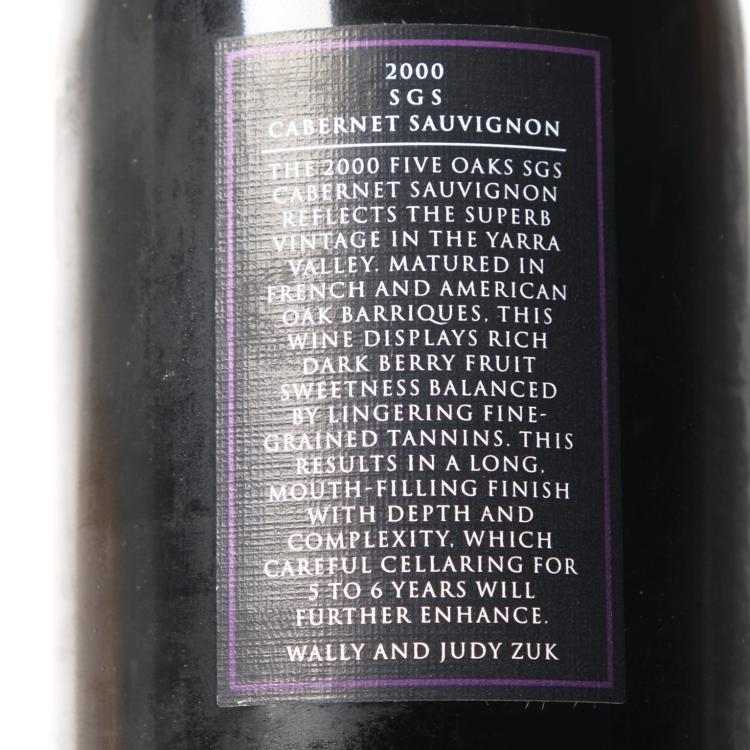 2000
SGS
CABERNET SAUVIGNON
THE 2000 FIVE OAKS SGS
CABERNET SAUVIGNON
REFLECTS THE SUPERB
VINTAGE IN THE YARRA
VALLEY. MATURED IN
FRENCH AND AMERICAN
OAK BARRIQUES, THIS
WINE DISPLAYS RICH
DARK BERRY FRUIT
SWEETNESS BALANCED
BY LINGERING FINE-
GRAINED TANNINS. THIS
RESULTS IN A LONG,
MOUTH-FILLING FINISH
WITH DEPTH AND
COMPLEXITY, WHICH
CAREFUL CELLARING FOR
5 TO 6 YEARS WILL
FURTHER ENHANCE.
WALLY AND JUDY ZUK